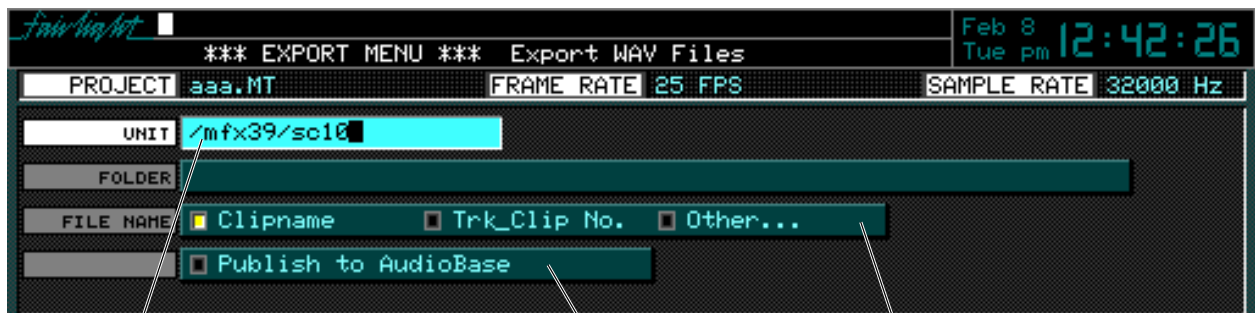 fairlight
Feb 8
Tue pm 12:42:26
*** EXPORT MENU *** Export WAV Files
PROJECT aaa.MT FRAME RATE 25 FPS SAMPLE RATE 32000 Hz
UNIT /mfx39/sc10
FOLDER
FILE NAME Clipname Trk_Clip No. Other...
Publish to AudioBase